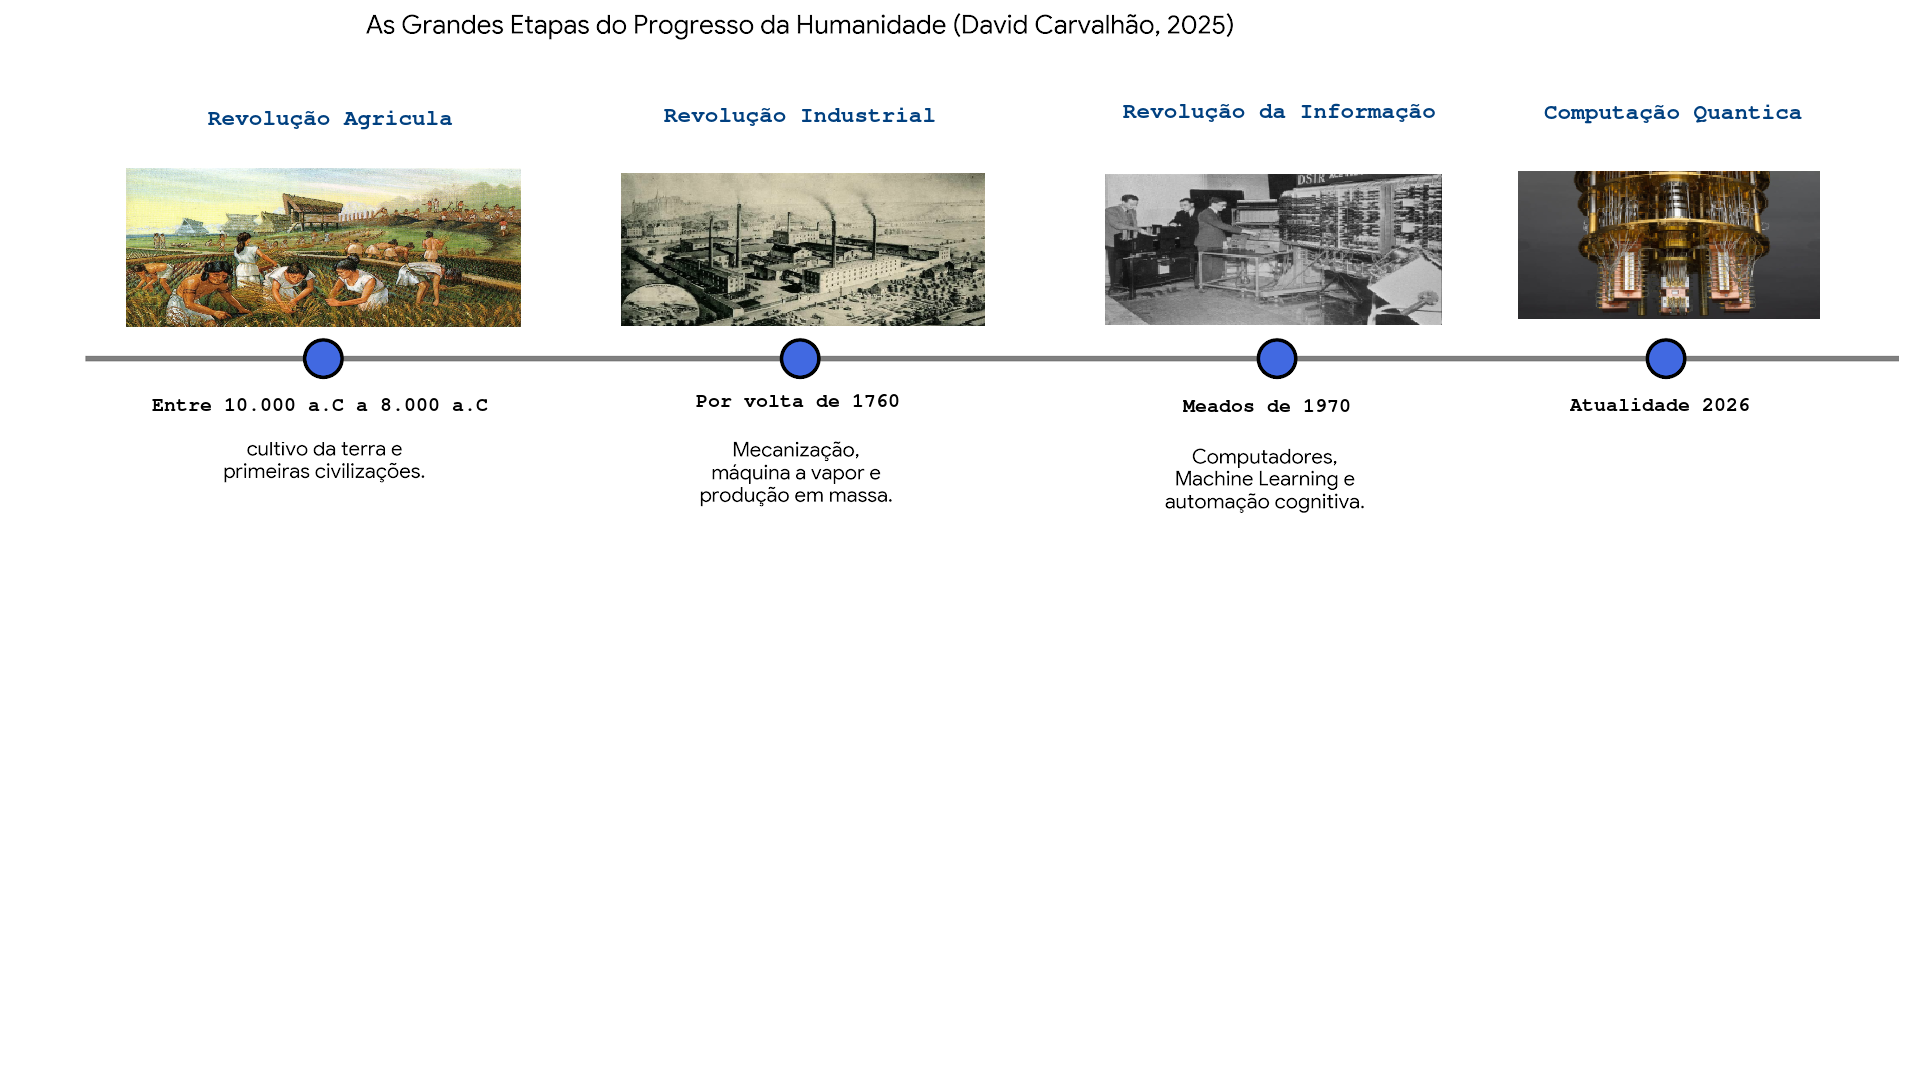 As Grandes Etapas do Progresso da Humanidade (David Carvalhão, 2025)
Revolução Agricula
Revolução Industrial
Revolução da Informação
Computação Quantica
DSIR
Entre 10.000 a.C a 8.000 a.C
Por volta de 1760
Meados de 1970
Atualidade 2026
cultivo da terra e
primeiras civilizações.
Mecanização,
máquina a vapor e
produção em massa.
Computadores,
Machine Learning e
automação cognitiva.